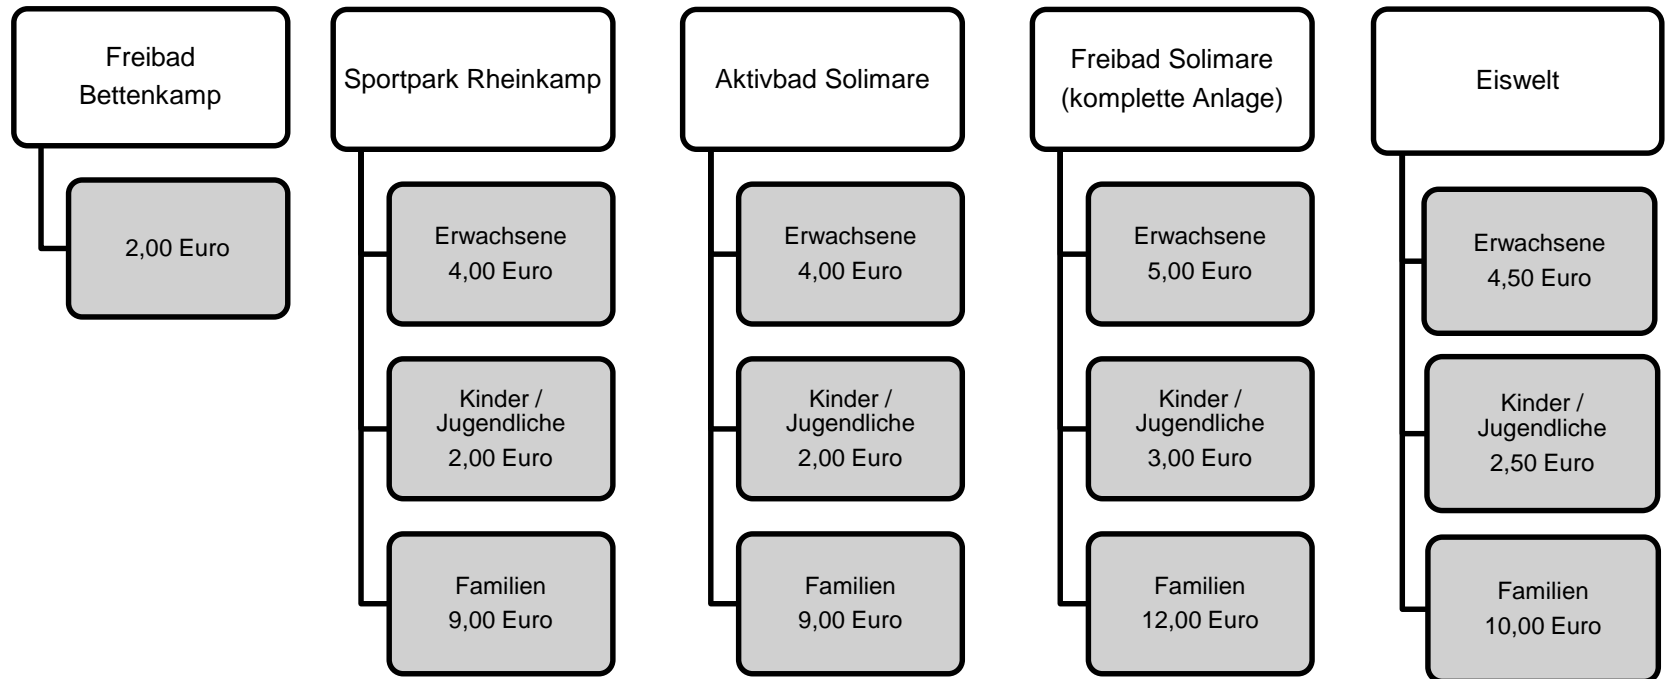 Freibad
Bettenkamp
2,00 Euro
Sportpark Rheinkamp
Erwachsene
4,00 Euro
Kinder /
Jugendliche
2,00 Euro
Familien
9,00 Euro
Aktivbad Solimare
Erwachsene
4,00 Euro
Kinder /
Jugendliche
2,00 Euro
Familien
9,00 Euro
Freibad Solimare
(komplette Anlage)
Erwachsene
5,00 Euro
Kinder /
Jugendliche
3,00 Euro
Familien
12,00 Euro
Eiswelt
Erwachsene
4,50 Euro
Kinder /
Jugendliche
2,50 Euro
Familien
10,00 Euro